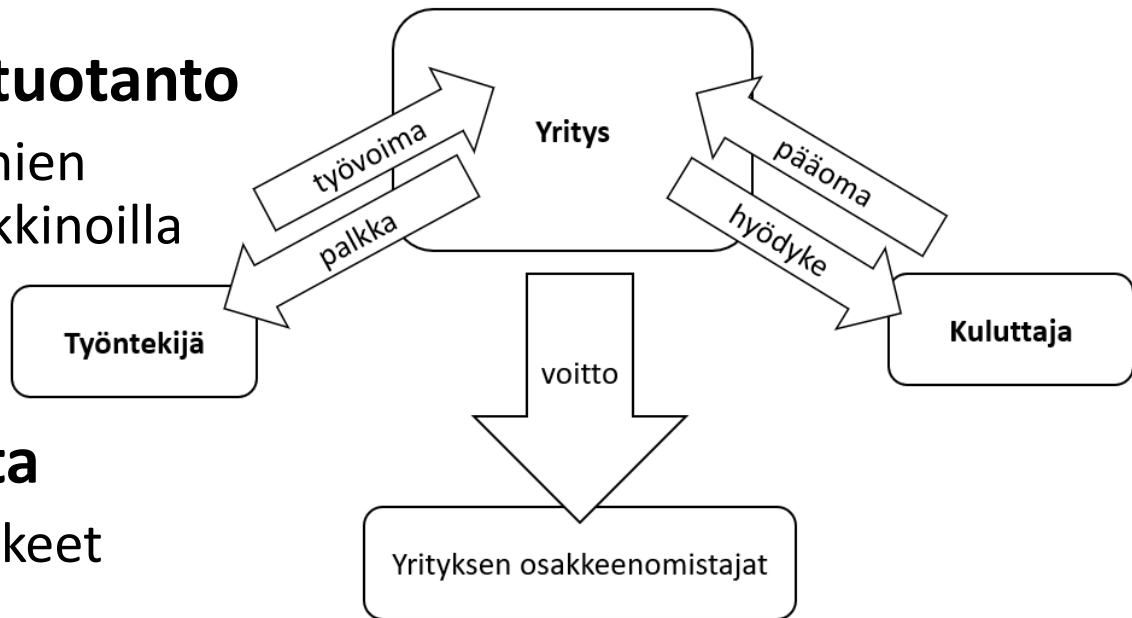 tuotanto
nien
kkinoilla
ta
keet
Yritys
työvoima
palkka
pääoma
hyödyke
Työntekijä
Kuluttaja
voitto
Yrityksen osakkeenomistajat